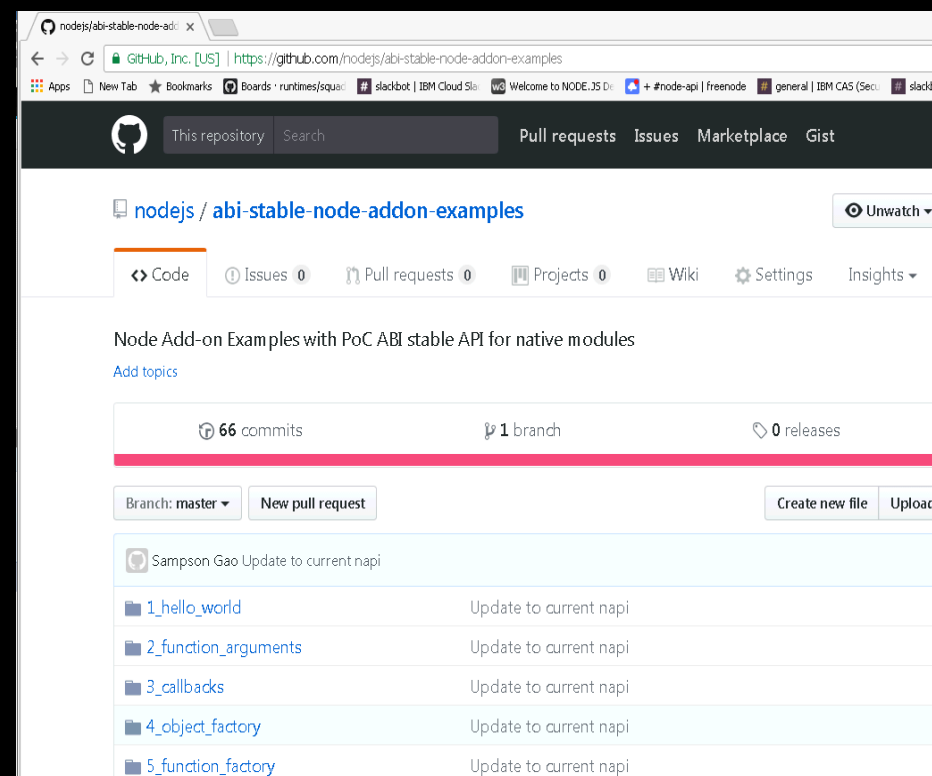 nodejs/abi-stable-node-add
GitHub, Inc. [US] | https://github.com/nodejs/abi-stable-node-addon-examples
Apps New Tab Bookmarks Boards · runtimes/squad slackbot | IBM Cloud Sla W3 Welcome to NODE.JS De + #node-api | freenode # general | IBM CAS (Secu # slackb
This repository Search Pull requests Issues Marketplace Gist
nodejs / abi-stable-node-addon-examples Unwatch
Code Issues 0 Pull requests 0 Projects 0 Wiki Settings Insights
Node Add-on Examples with PoC ABI stable API for native modules
Add topics
66 commits 1 branch 0 releases
Branch: master New pull request Create new file Upload
Sampson Gao Update to current napi
1_hello_world Update to current napi
2_function_arguments Update to current napi
3_callbacks Update to current napi
4_object_factory Update to current napi
5_function_factory Update to current napi